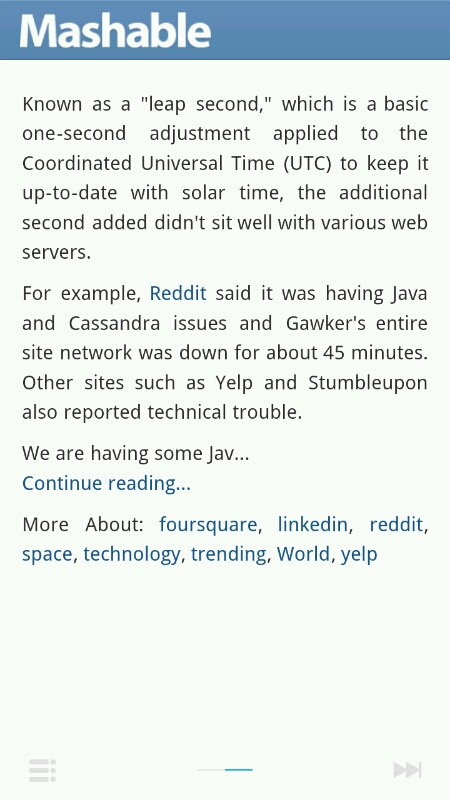 Mashable
Known as a "leap second," which is a basic
one-second adjustment applied to the
Coordinated Universal Time (UTC) to keep it
up-to-date with solar time, the additional
second added didn't sit well with various web
servers.
For example, Reddit said it was having Java
and Cassandra issues and Gawker's entire
site network was down for about 45 minutes.
Other sites such as Yelp and Stumbleupon
also reported technical trouble.
We are having some Jav...
Continue reading...
More About: foursquare, linkedin, reddit,
space, technology, trending, World, yelp